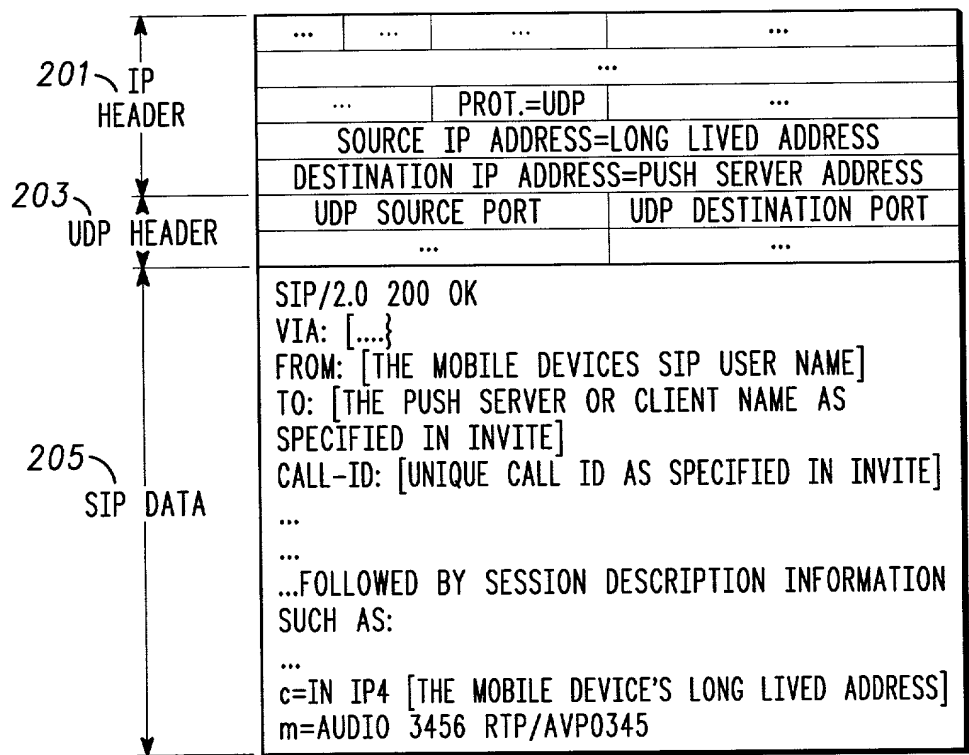 ... ... ... ...
...
201 IP HEADER
... PROT.=UDP ...
SOURCE IP ADDRESS=LONG LIVED ADDRESS
DESTINATION IP ADDRESS=PUSH SERVER ADDRESS
203 UDP HEADER
UDP SOURCE PORT UDP DESTINATION PORT
... ...
205 SIP DATA
SIP/2.0 200 OK
VIA: [....}
FROM: [THE MOBILE DEVICES SIP USER NAME]
TO: [THE PUSH SERVER OR CLIENT NAME AS
SPECIFIED IN INVITE]
CALL-ID: [UNIQUE CALL ID AS SPECIFIED IN INVITE]
...
...
...FOLLOWED BY SESSION DESCRIPTION INFORMATION
SUCH AS:
...
c=IN IP4 [THE MOBILE DEVICE'S LONG LIVED ADDRESS]
m=AUDIO 3456 RTP/AVP0345